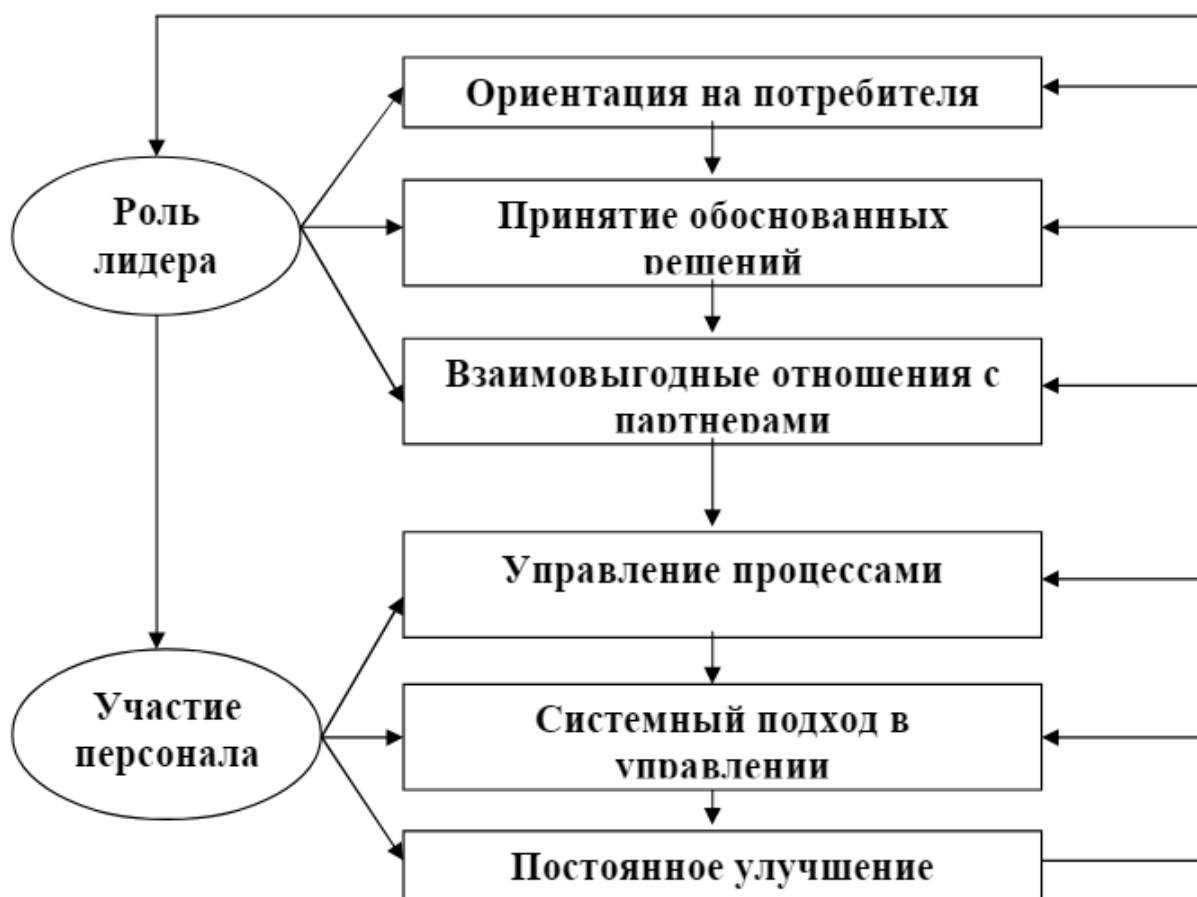 Ориентация на потребителя
Роль
лидера
Принятие обоснованных
решений
Взаимовыгодные отношения с
партнерами
Управление процессами
Участие
персонала
Системный подход в
управлении
Постоянное улучшение